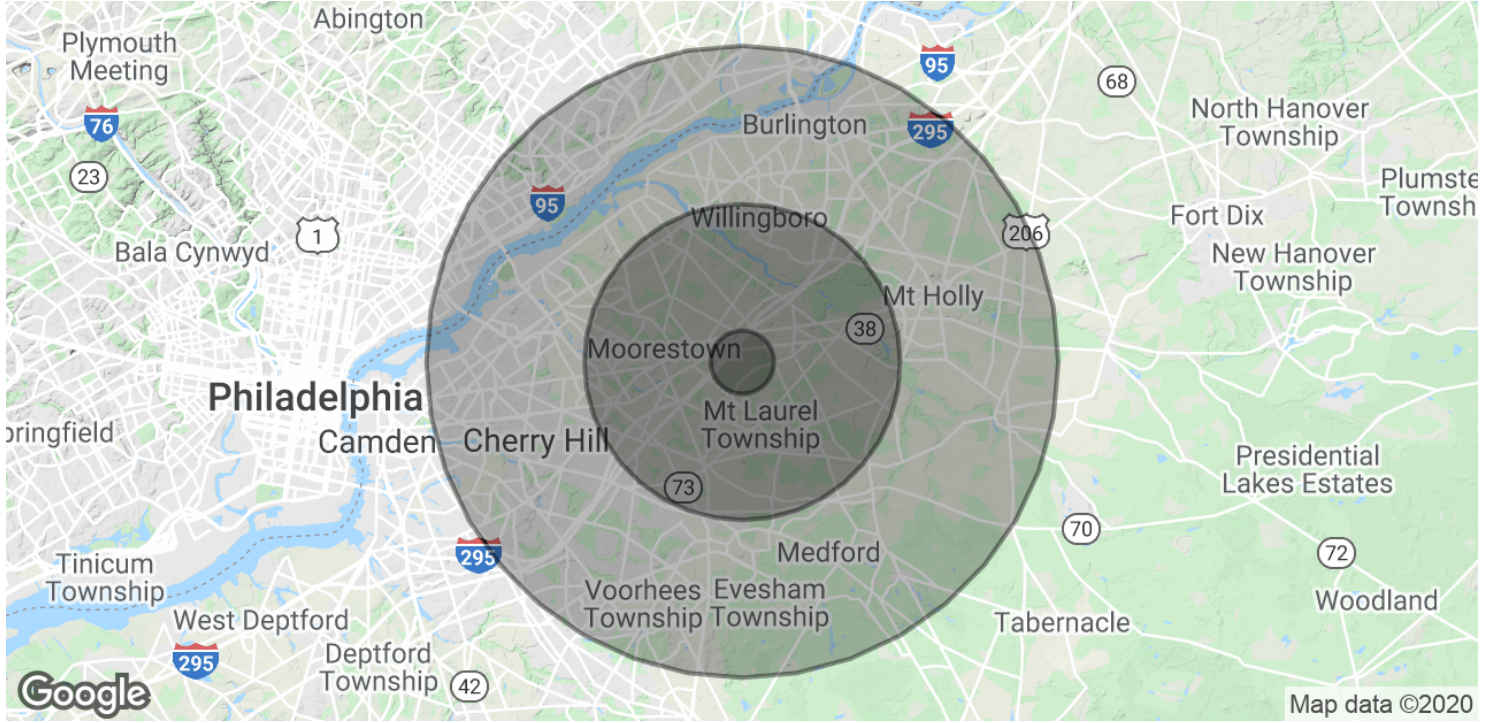 Abington
Plymouth
Meeting
95
76
68
North Hanover
Township
Burlington
295
23
Plumste
Townsh
95
Fort Dix
Willingboro
1
206
Bala Cynwyd
New Hanover
Township
Mt Holly
38
Moorestown
Philadelphia
Mt Laurel
Township
pringfield
Camden
Cherry Hill
Presidential
Lakes Estates
73
70
295
Medford
72
Tinicum
Township
Voorhees
Township
Evesham
Township
Woodland
West Deptford
Tabernacle
295
Deptford
Township
42
Google
Map data ©2020